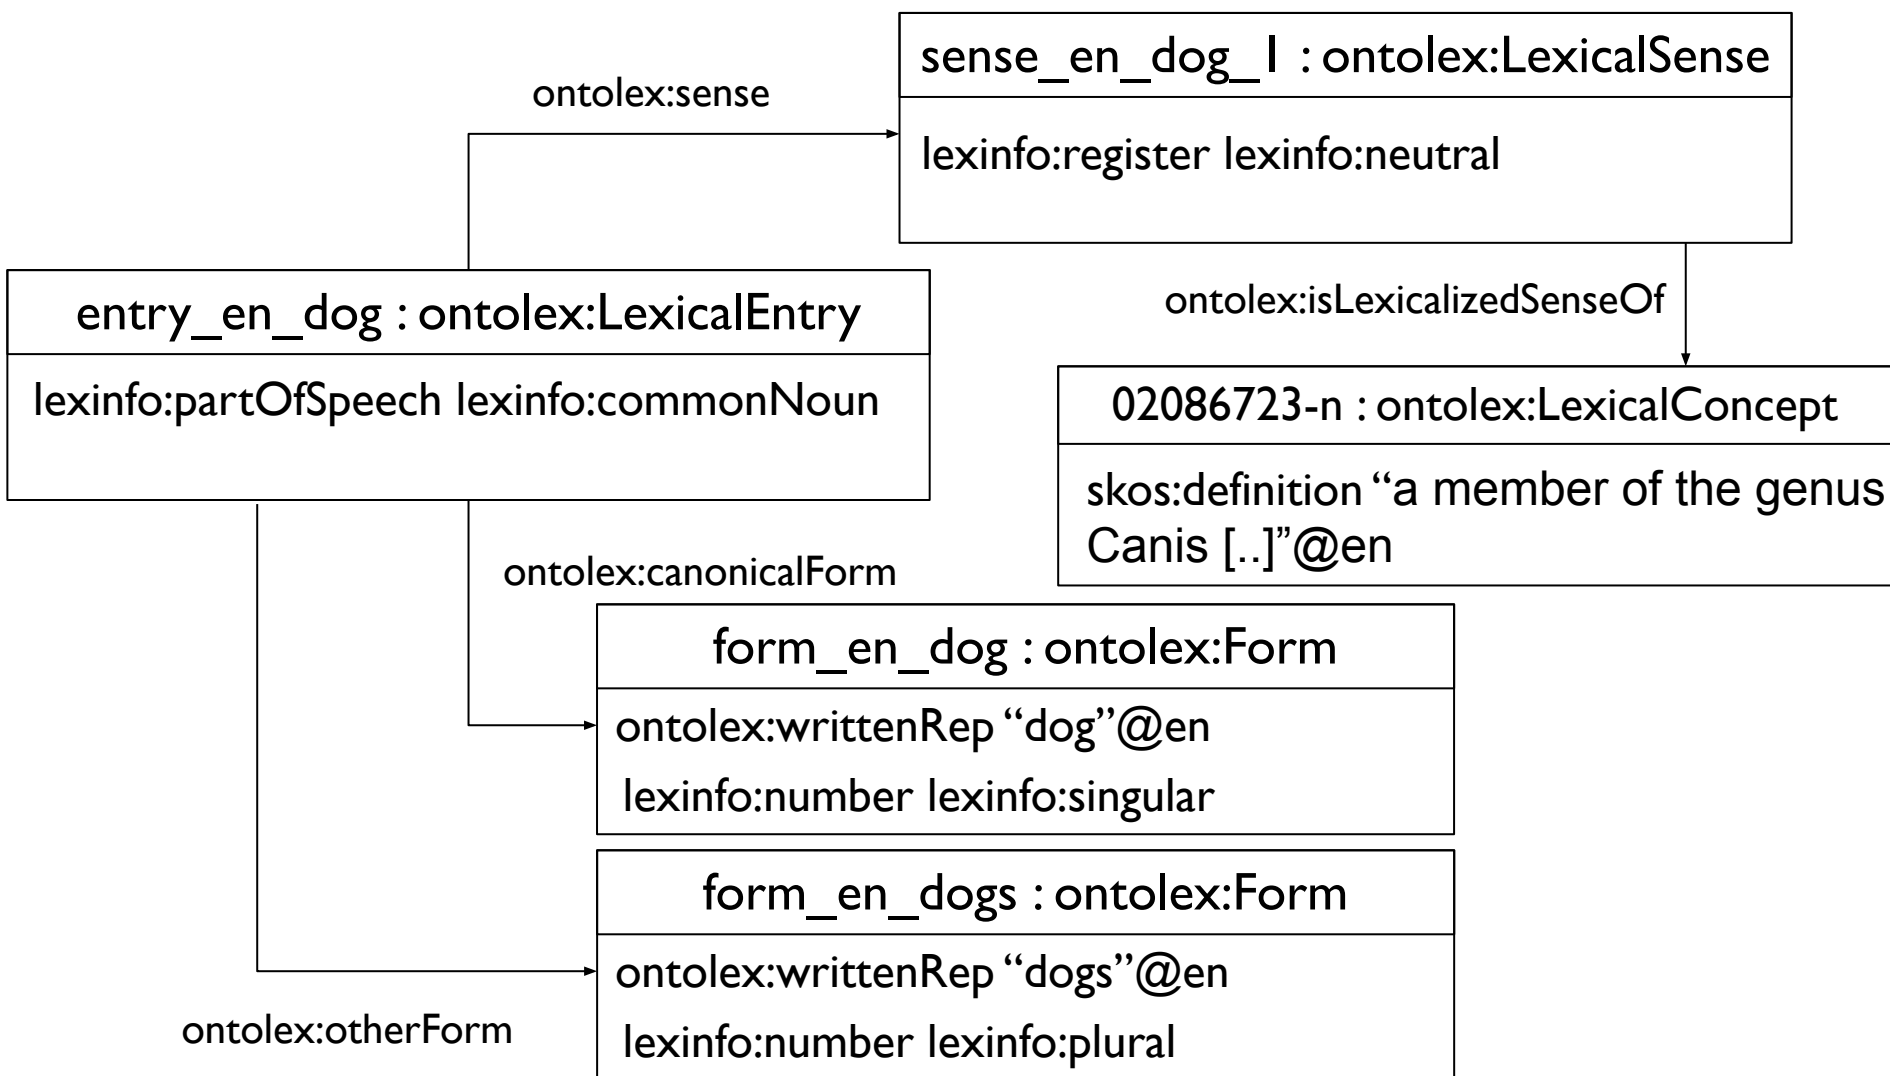 sense_en_dog_1 : ontolex:LexicalSense
ontolex:sense
lexinfo:register lexinfo:neutral
entry_en_dog : ontolex:LexicalEntry
ontolex:isLexicalizedSenseOf
lexinfo:partOfSpeech lexinfo:commonNoun
02086723-n : ontolex:LexicalConcept
skos:definition “a member of the genus
Canis [..]”@en
ontolex:canonicalForm
form_en_dog : ontolex:Form
ontolex:writtenRep “dog”@en
lexinfo:number lexinfo:singular
form_en_dogs : ontolex:Form
ontolex:writtenRep “dogs”@en
ontolex:otherForm
lexinfo:number lexinfo:plural